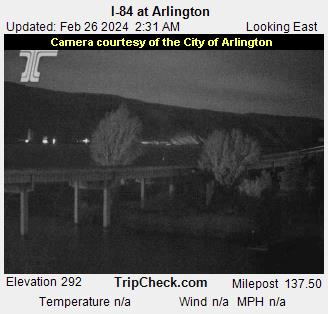 I-84 at Arlington
Updated: Feb 26 2024 2:31 AM Looking East
Camera courtesy of the City of Arlington
Elevation 292 TripCheck.com Milepost 137.50
Temperature n/a Wind n/a MPH n/a